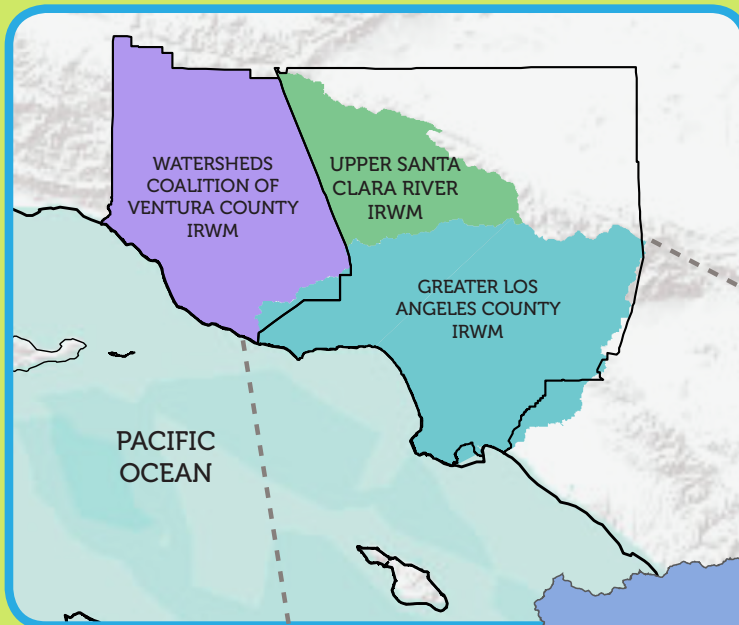 WATERSHEDS
COALITION OF
VENTURA COUNTY
IRWM
UPPER SANTA
CLARA RIVER
IRWM
GREATER LOS
ANGELES COUNTY
IRWM
PACIFIC
OCEAN